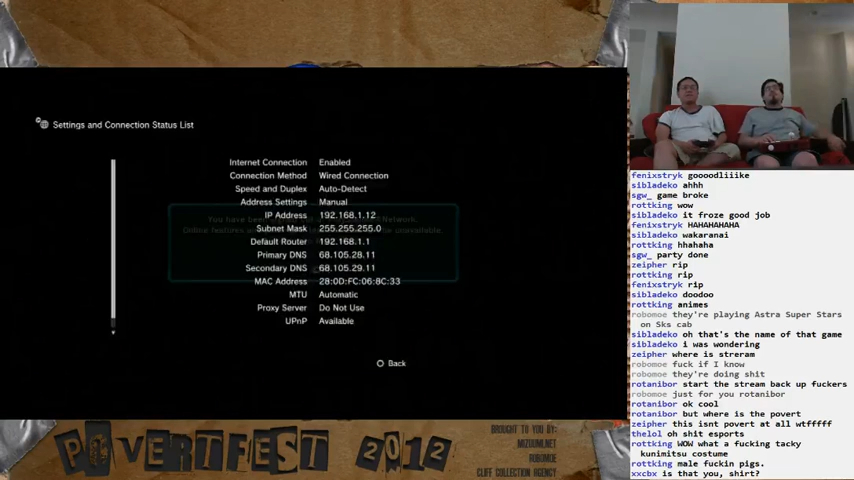 Settings and Connection Status List
Internet Connection Enabled
Connection Method Wired Connection
Speed and Duplex Auto-Detect
Address Settings Manual
IP Address 192.168.1.12
Subnet Mask 255.255.255.0
Default Router 192.168.1.1
Primary DNS 68.105.28.11
Secondary DNS 68.105.29.11
MAC Address 28:0D:FC:06:8C:33
MTU Automatic
Proxy Server Do Not Use
UPnP Available
Back
POVERTFEST 2012
BROUGHT TO YOU BY:
MIZUUMI.NET
ROBOMOE
CLIFF COLLECTION AGENCY
fenixstryk goooodliiike
sibladeko ahhh
sgw_ game broke
rottking wow
sibladeko it froze good job
fenixstryk HAHAHAHAHA
sibladeko wakaranai
rottking hhahaha
sgw_ party done
zeipher rip
rottking rip
fenixstryk rip
sibladeko doodoo
rottking animes
robomoe they're playing Astra Super Stars
on Sks cab
sibladeko oh that's the name of that game
sibladeko i was wondering
zeipher where is streram
robomoe fuck if I know
robomoe they're doing shit
rotanibor start the stream back up fuckers
robomoe just for you rotanibor
rotanibor ok cool
rotanibor but where is the povert
zeipher this isnt povert at all wtfffff
thelol oh shit esports
rottking WOW what a fucking tacky
kunimitsu costume
rottking male fuckin pigs.
xxcbx is that you, shirt?